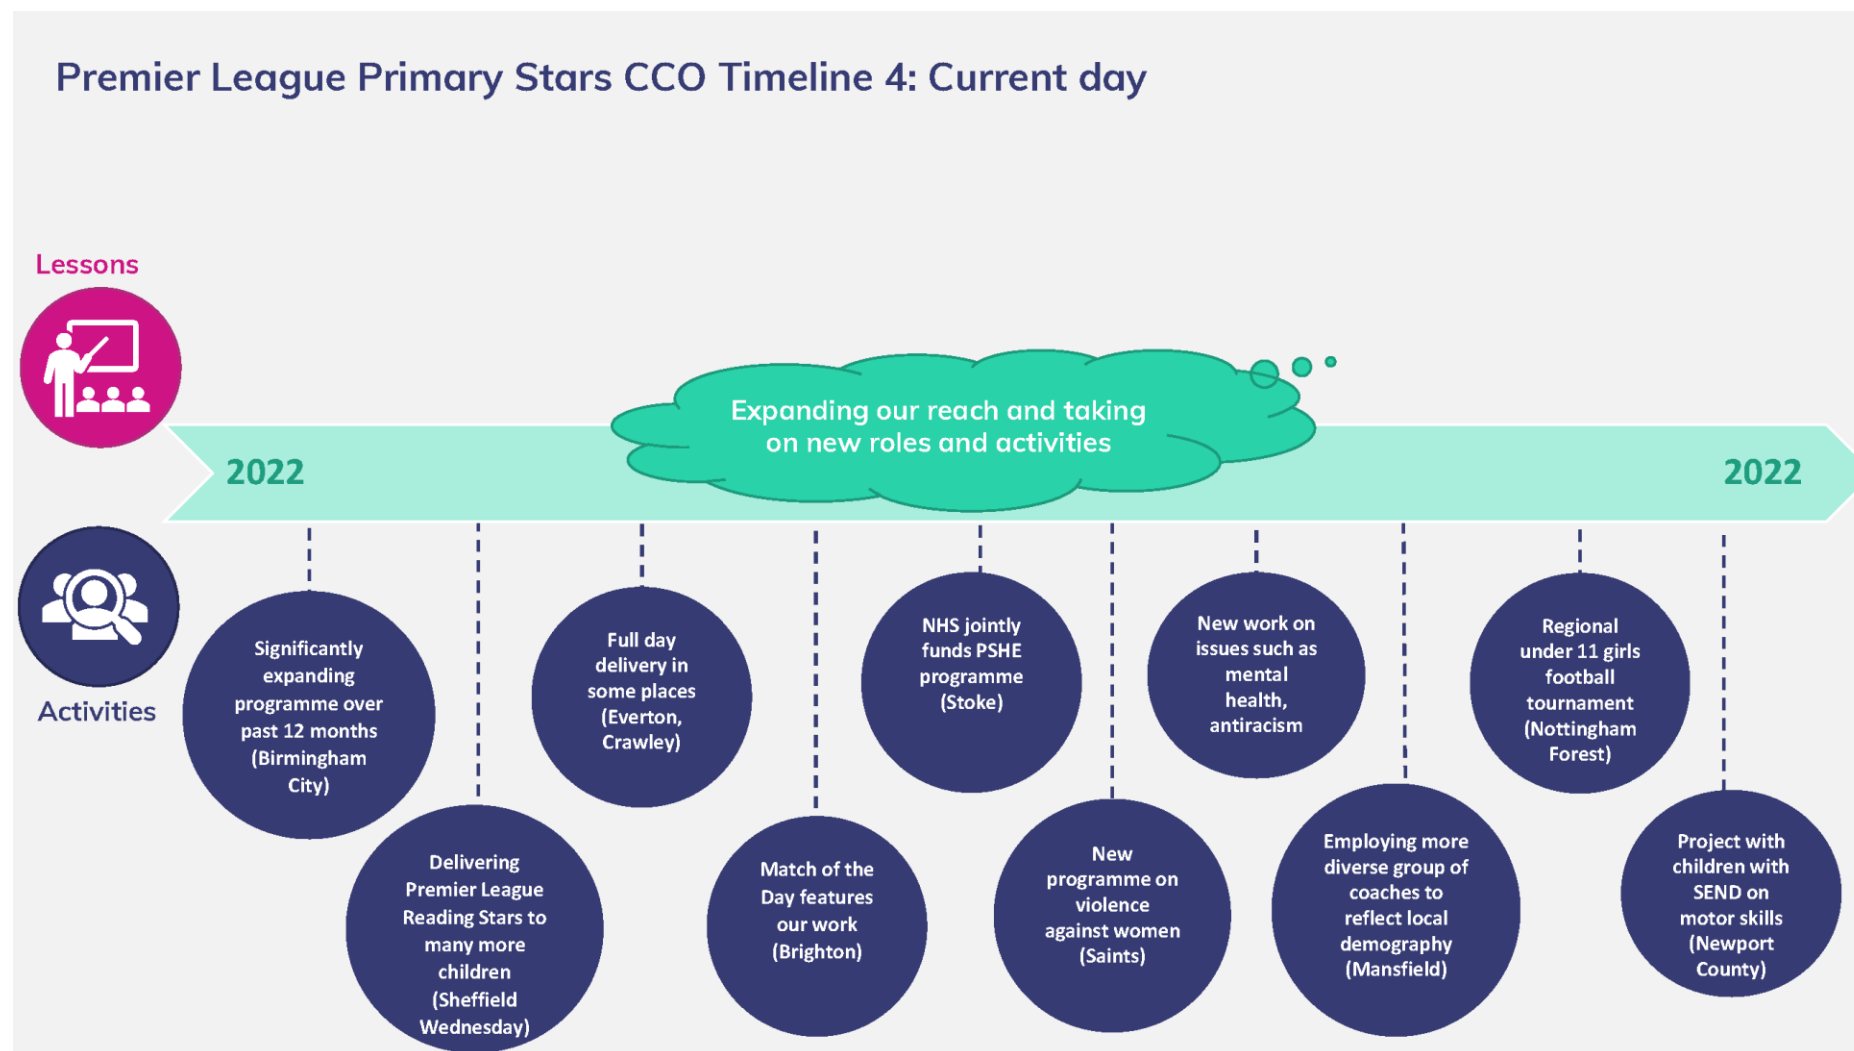 Premier League Primary Stars CCO Timeline 4: Current day
Lessons
Expanding our reach and taking
on new roles and activities
2022
2022
Activities
Significantly
expanding
programme over
past 12 months
(Birmingham
City)
Delivering
Premier League
Reading Stars to
many more
children
(Sheffield
Wednesday)
Full day
delivery in
some places
(Everton,
Crawley)
Match of the
Day features
our work
(Brighton)
NHS jointly
funds PSHE
programme
(Stoke)
New
programme on
violence
against women
(Saints)
New work on
issues such as
mental
health,
antiracism
Employing more
diverse group of
coaches to
reflect local
demography
(Mansfield)
Regional
under 11 girls
football
tournament
(Nottingham
Forest)
Project with
children with
SEND on
motor skills
(Newport
County)